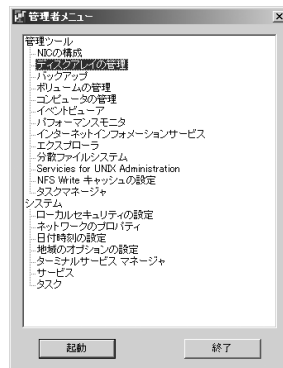 管理者メニュー
管理ツール
NICの構成
ディスクアレイの管理
バックアップ
ボリュームの管理
コンピュータの管理
イベントビューア
パフォーマンスモニタ
インターネットインフォメーションサービス
エクスプローラ
分散ファイルシステム
Servicies for UNIX Administration
NFS Write キャッシュの設定
タスクマネージャ
システム
ローカルセキュリティの設定
ネットワークのプロパティ
日付時刻の設定
地域のオプションの設定
ターミナルサービス マネージャ
サービス
タスク
起動
終了